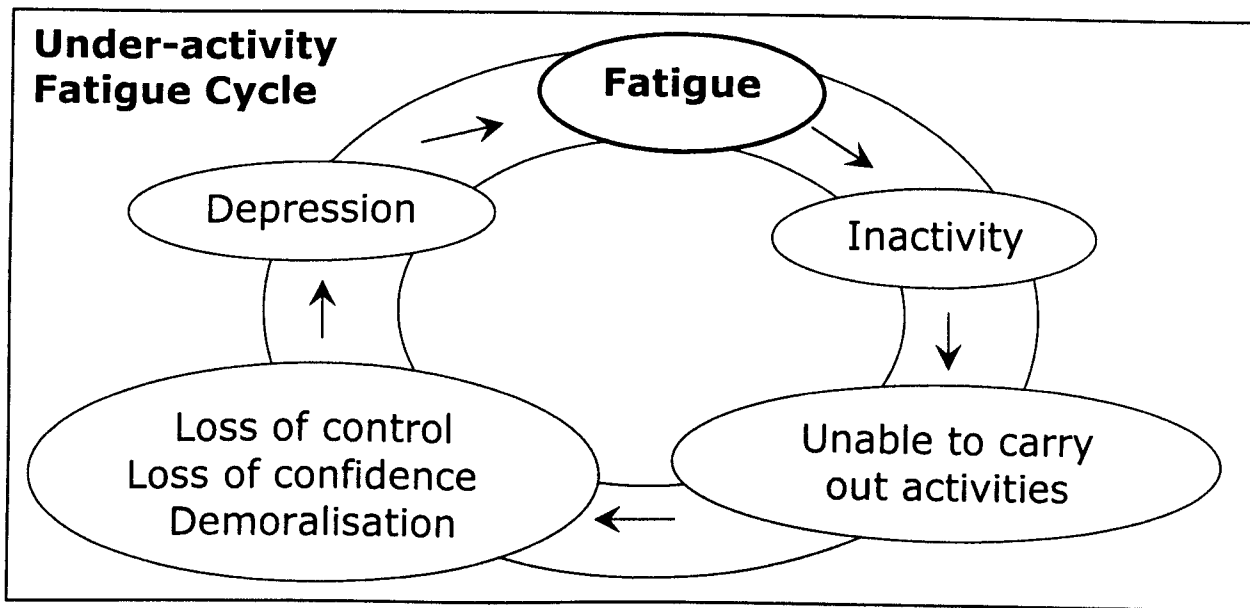 Under-activity
Fatigue Cycle
Fatigue
Inactivity
Unable to carry
out activities
Loss of control
Loss of confidence
Demoralisation
Depression